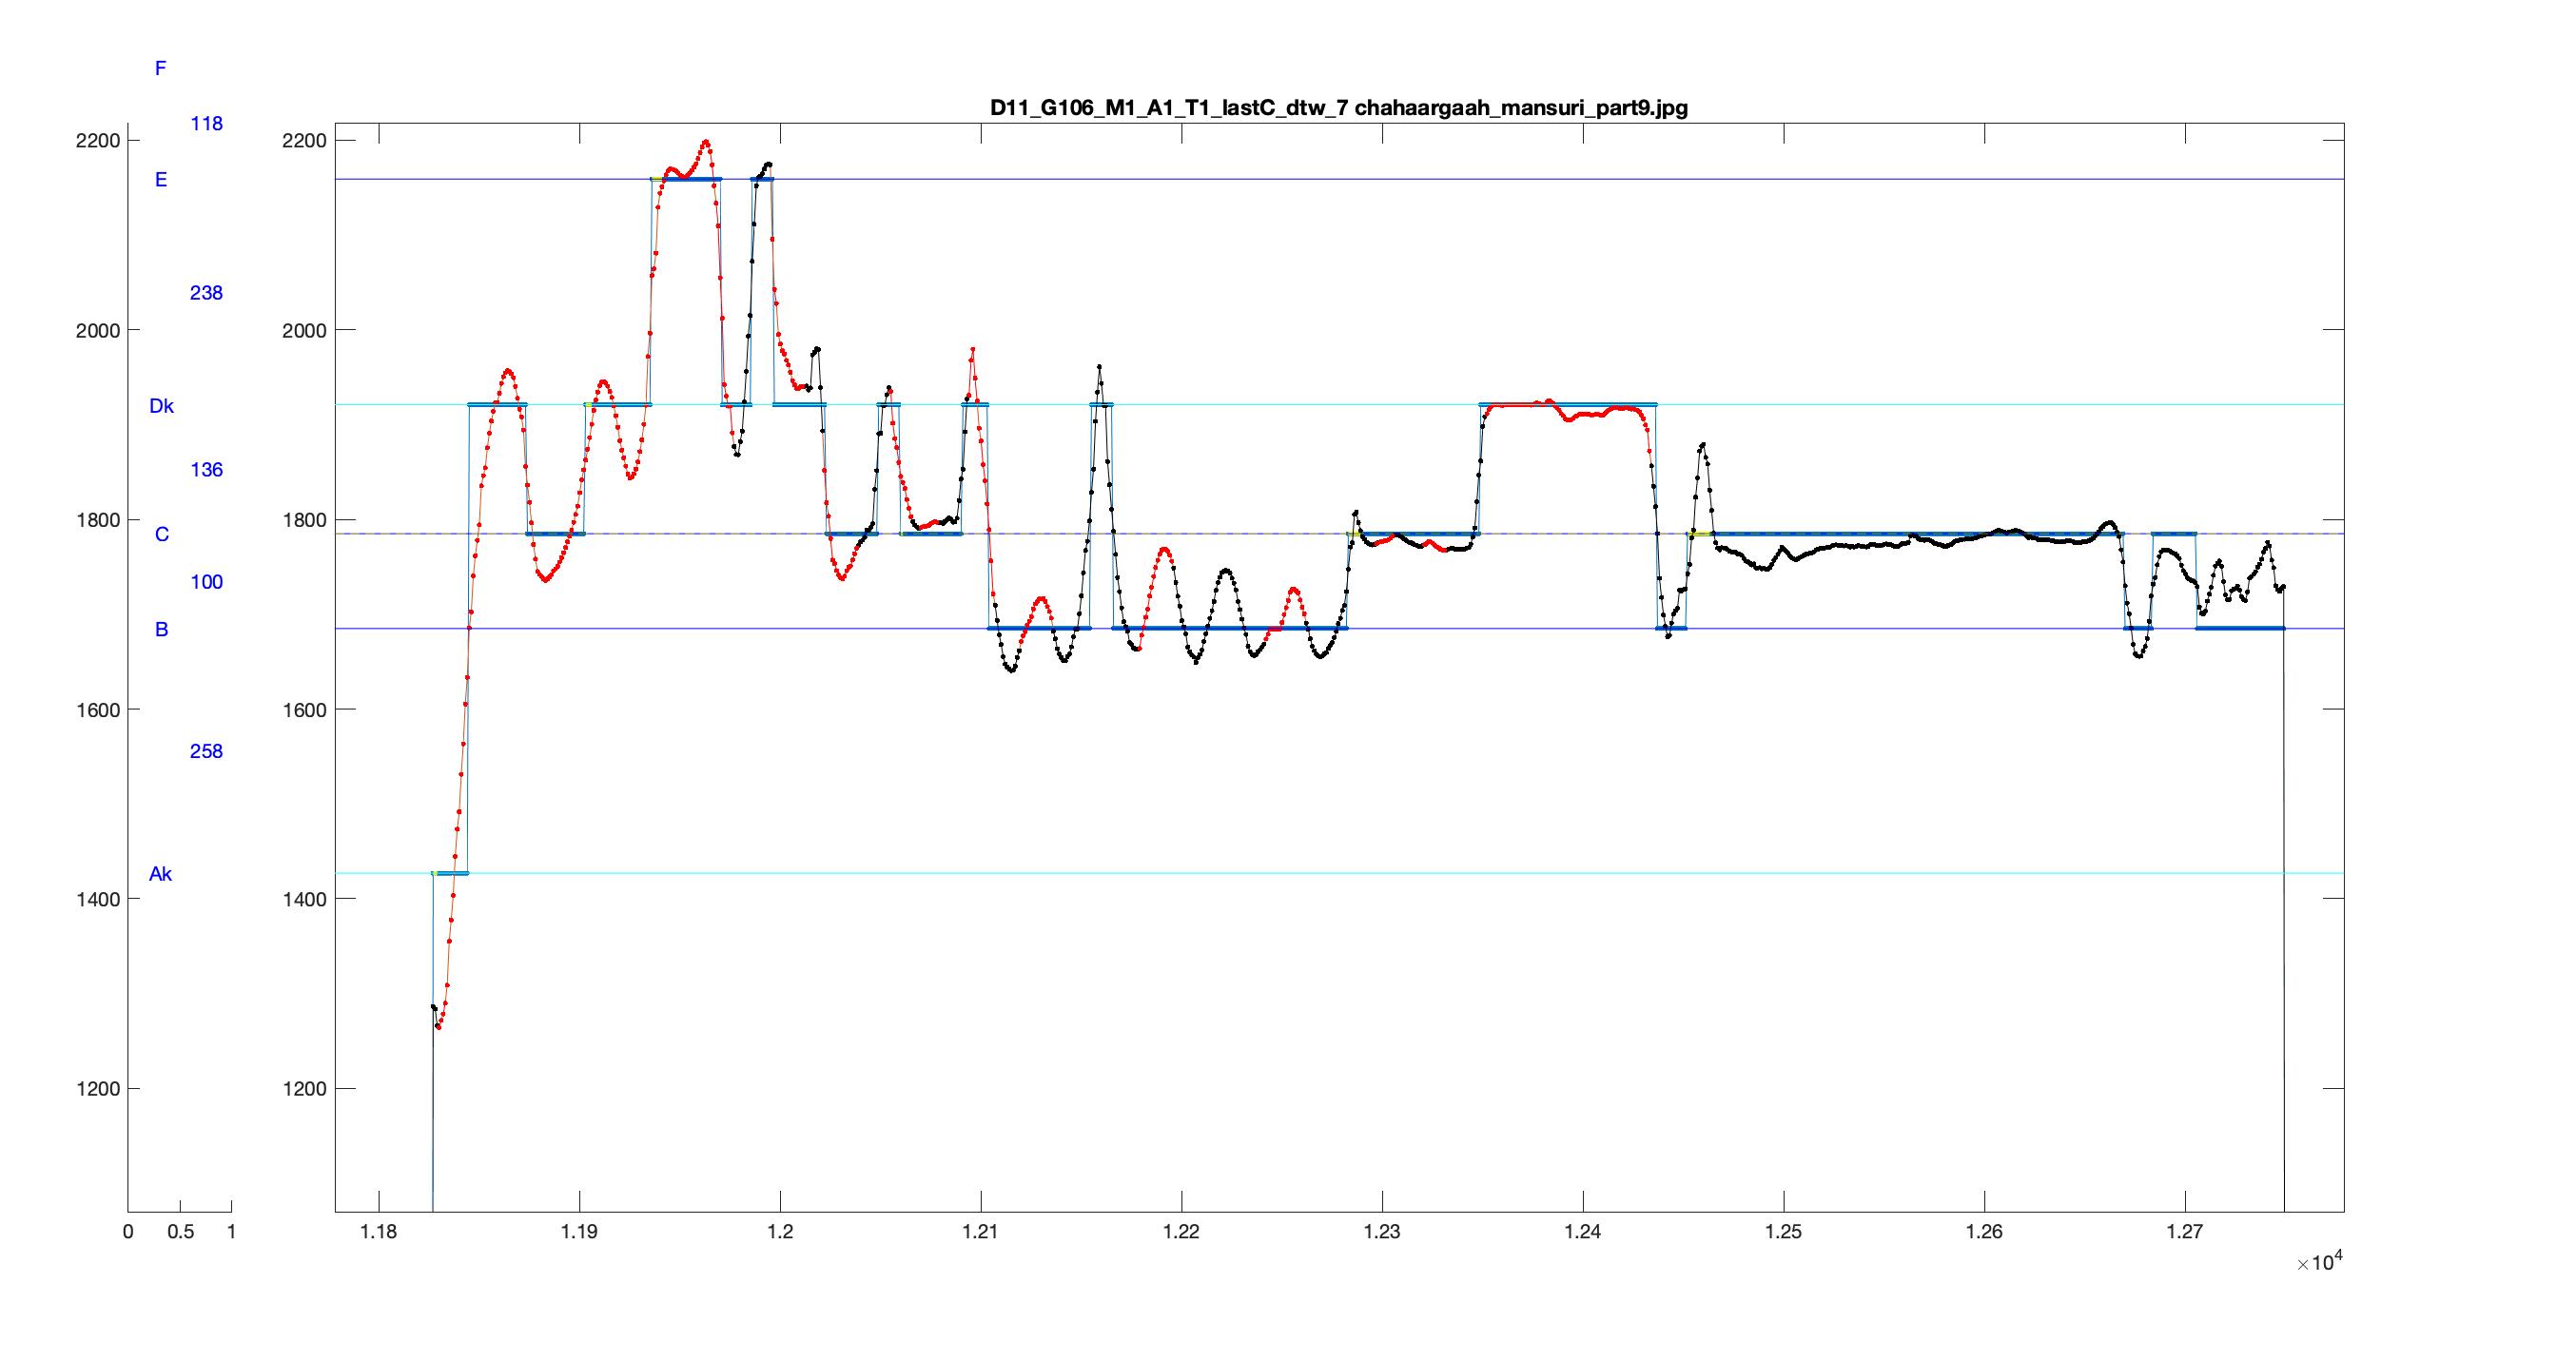 F
D11_G106_M1_A1_T1_lastC_dtw_7 chahaargaah_mansuri_part9.jpg
118
2200 2200
E
238
2000 2000
Dk
136
1800 1800
C
100
B
1600 1600
258
Ak
1400 1400
1200 1200
0 0.5 1 1.18 1.19 1.2 1.21 1.22 1.23 1.24 1.25 1.26 1.27
×10^4